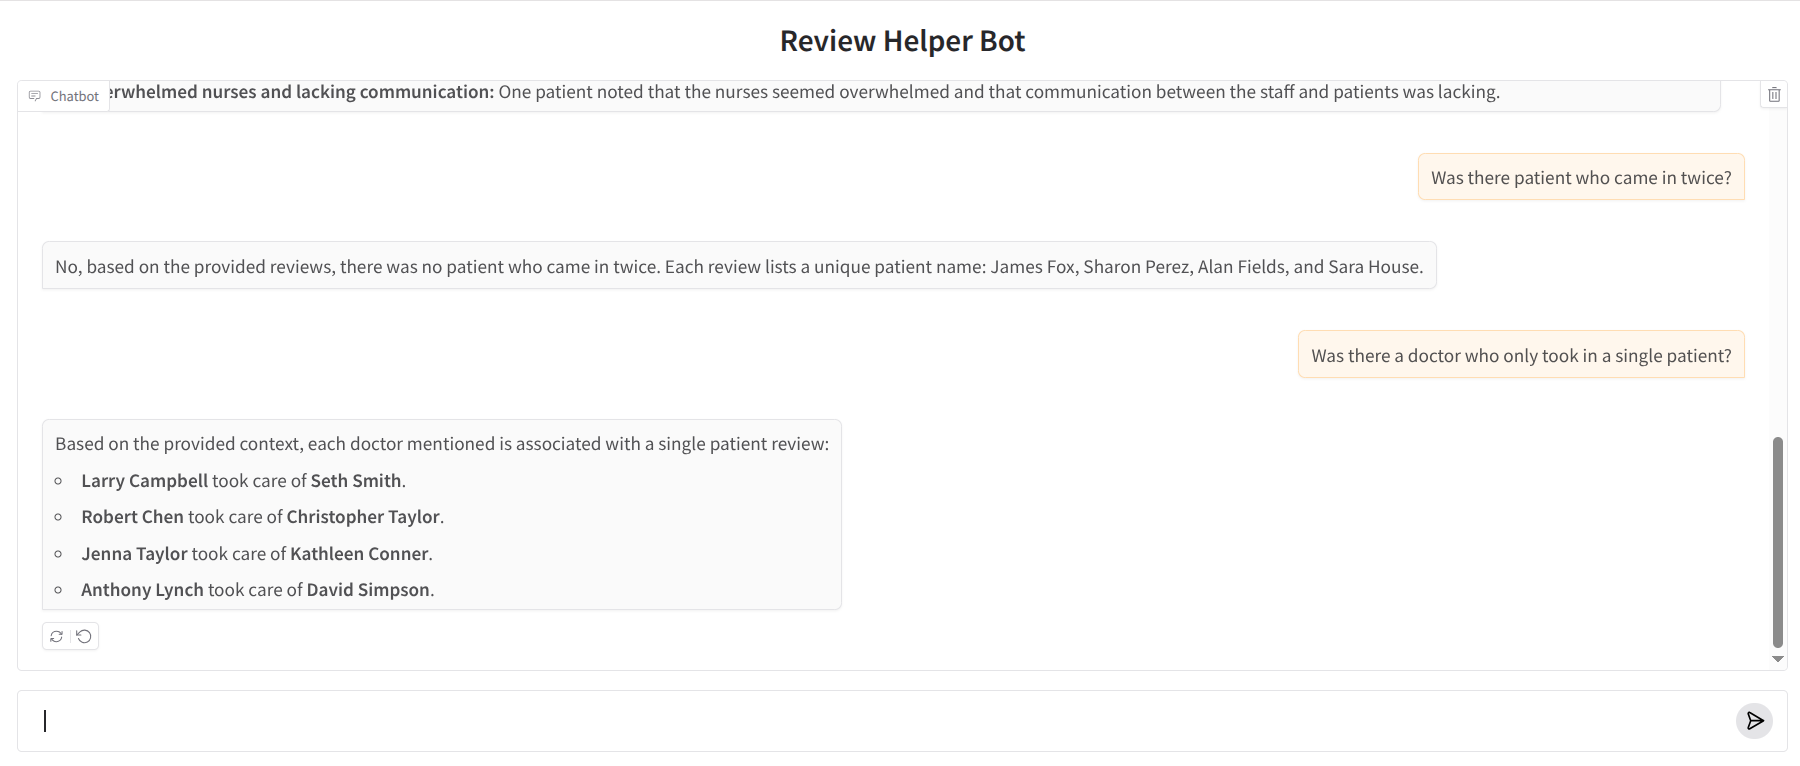 Review Helper Bot
Chatbot
erwhelmed nurses and lacking communication: One patient noted that the nurses seemed overwhelmed and that communication between the staff and patients was lacking.
Was there patient who came in twice?
No, based on the provided reviews, there was no patient who came in twice. Each review lists a unique patient name: James Fox, Sharon Perez, Alan Fields, and Sara House.
Was there a doctor who only took in a single patient?
Based on the provided context, each doctor mentioned is associated with a single patient review:
Larry Campbell took care of Seth Smith.
Robert Chen took care of Christopher Taylor.
Jenna Taylor took care of Kathleen Conner.
Anthony Lynch took care of David Simpson.